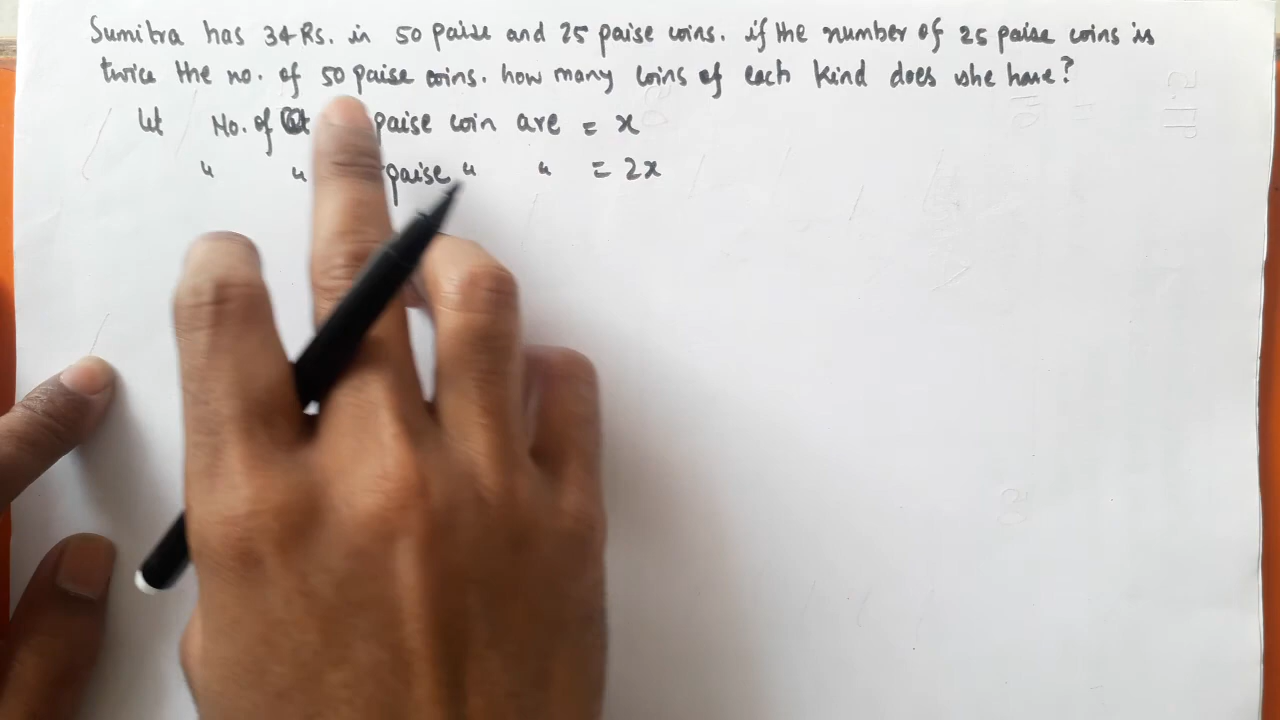 Sumitra has 34 Rs. in 50 paise and 25 paise coins. if the number of 25 paise coins is
twice the no. of 50 paise coins. how many coins of each kind does she have?
Let No. of paise coin are = x
" " paise " " = 2x